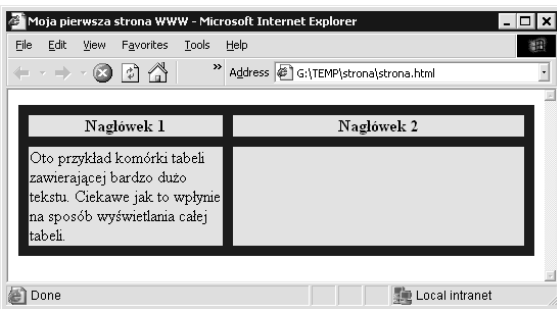 Moja pierwsza strona WWW - Microsoft Internet Explorer
File Edit View Favorites Tools Help
» Address G:\TEMP\strona\strona.html
Nagłówek 1 Nagłówek 2
Oto przykład komórki tabeli
zawierającej bardzo dużo
tekstu. Ciekawe jak to wpłynie
na sposób wyświetlania całej
tabeli.
Done Local intranet